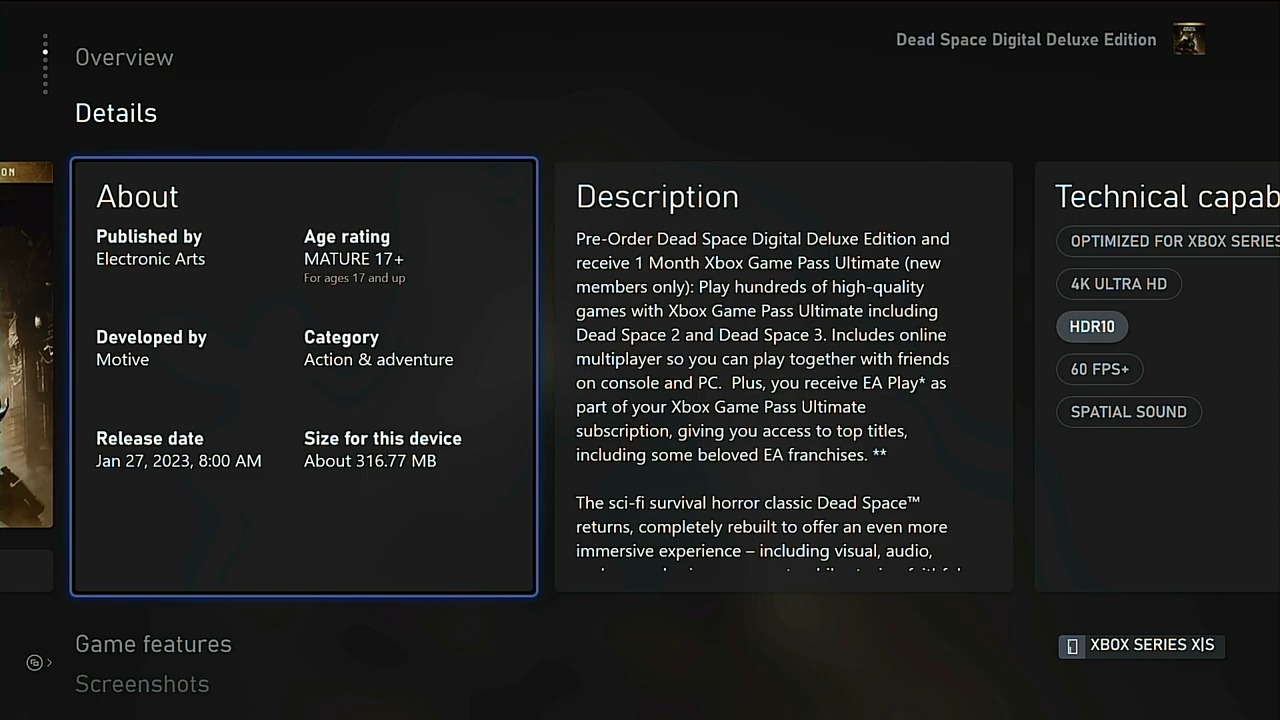 Dead Space Digital Deluxe Edition
Overview
Details
ON
About
Published by
Electronic Arts
Age rating
MATURE 17+
For ages 17 and up
Developed by
Motive
Category
Action & adventure
Release date
Jan 27, 2023, 8:00 AM
Size for this device
About 316.77 MB
Description
Pre-Order Dead Space Digital Deluxe Edition and
receive 1 Month Xbox Game Pass Ultimate (new
members only): Play hundreds of high-quality
games with Xbox Game Pass Ultimate including
Dead Space 2 and Dead Space 3. Includes online
multiplayer so you can play together with friends
on console and PC.  Plus, you receive EA Play* as
part of your Xbox Game Pass Ultimate
subscription, giving you access to top titles,
including some beloved EA franchises. **
The sci-fi survival horror classic Dead Space™
returns, completely rebuilt to offer an even more
immersive experience – including visual, audio,
Technical capab
OPTIMIZED FOR XBOX SERIES
4K ULTRA HD
HDR10
60 FPS+
SPATIAL SOUND
Game features
Screenshots
XBOX SERIES X|S